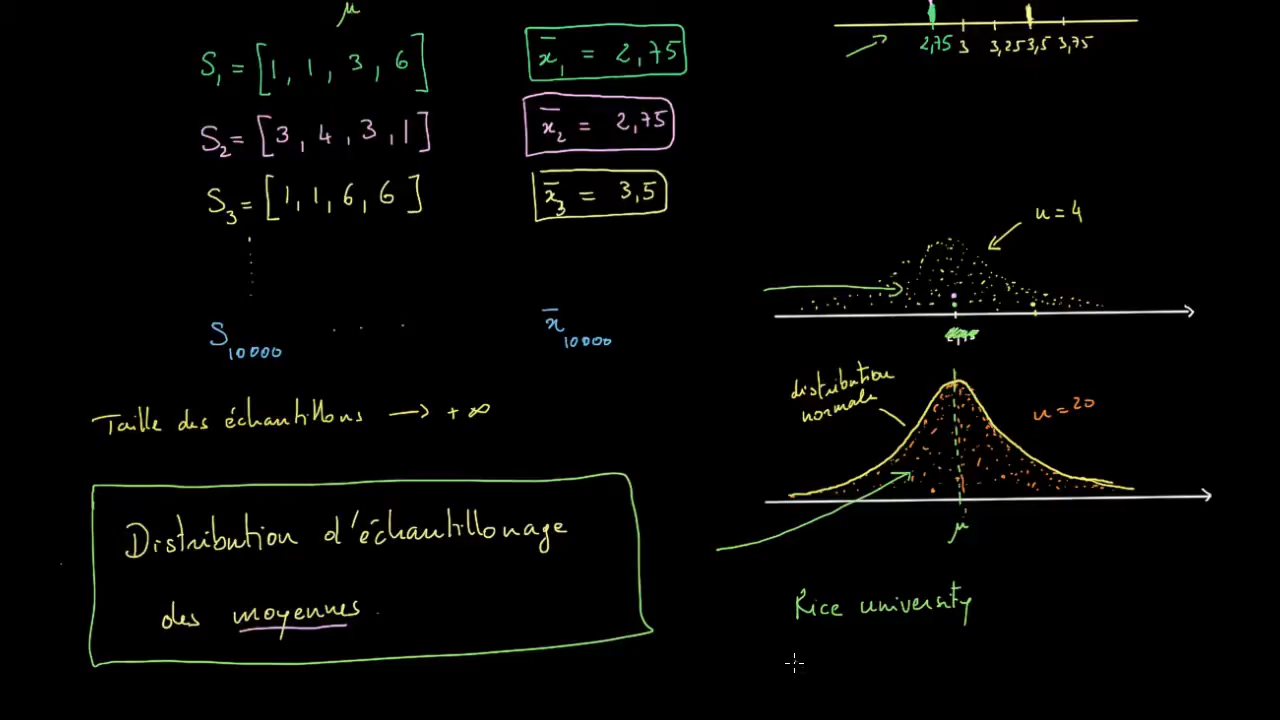 μ
S₁ = [1, 1, 3, 6]
x̄₁ = 2,75
S₂ = [3, 4, 3, 1]
x̄₂ = 2,75
S₃ = [1, 1, 6, 6]
x̄₃ = 3,5
S₁₀₀₀₀ . . .
x̄₁₀₀₀₀
Taille des échantillons → +∞
Distribution d'échantillonage
des moyennes.
2,75 3 3,25 3,5 3,75
n = 4
distribution
normale
n = 20
μ
Rice university